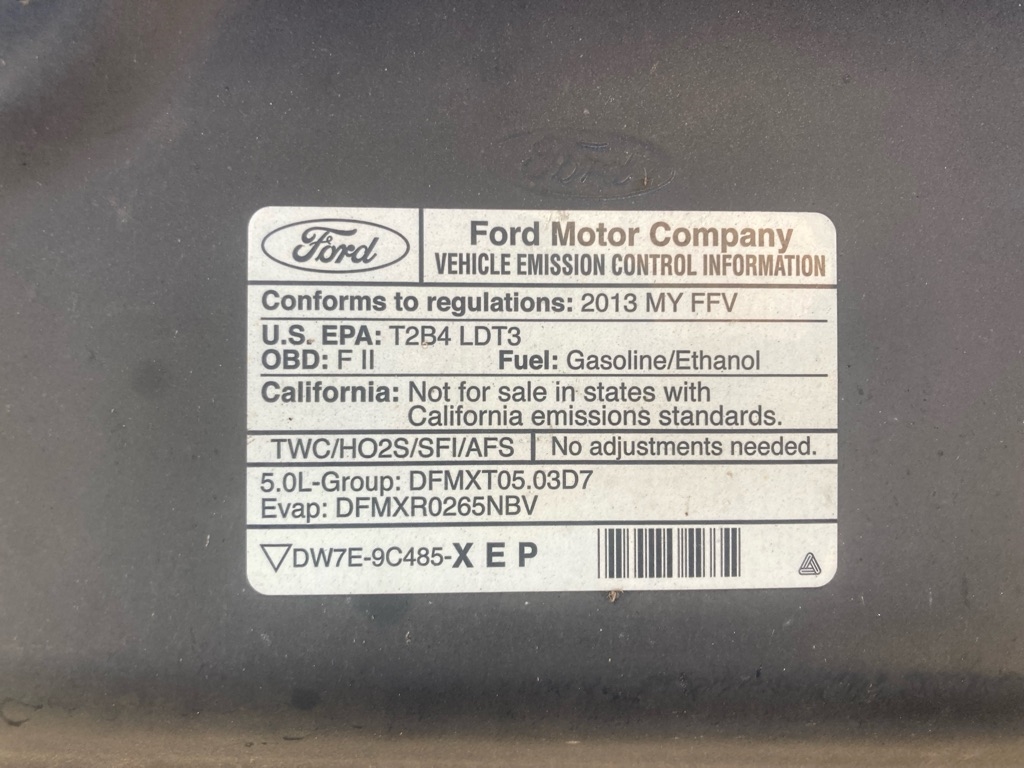 Ford
Ford
Ford Motor Company
VEHICLE EMISSION CONTROL INFORMATION
Conforms to regulations: 2013 MY FFV
U.S. EPA: T2B4 LDT3
OBD: F II Fuel: Gasoline/Ethanol
California: Not for sale in states with
California emissions standards.
TWC/HO2S/SFI/AFS No adjustments needed.
5.0L-Group: DFMXT05.03D7
Evap: DFMXR0265NBV
DW7E-9C485-X E P